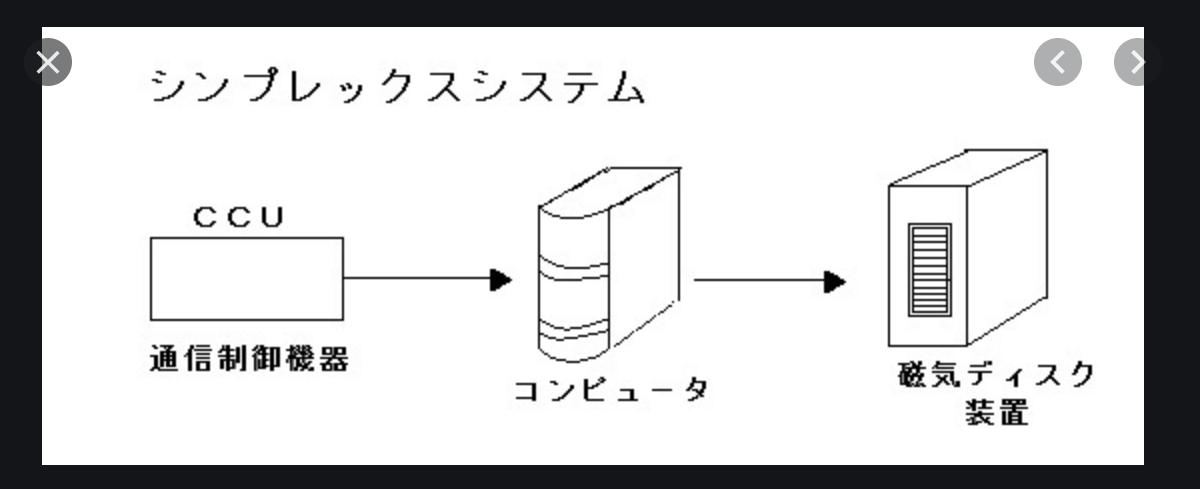 シンプレックスシステム
CCU
通信制御機器
コンピュータ
磁気ディスク
装置